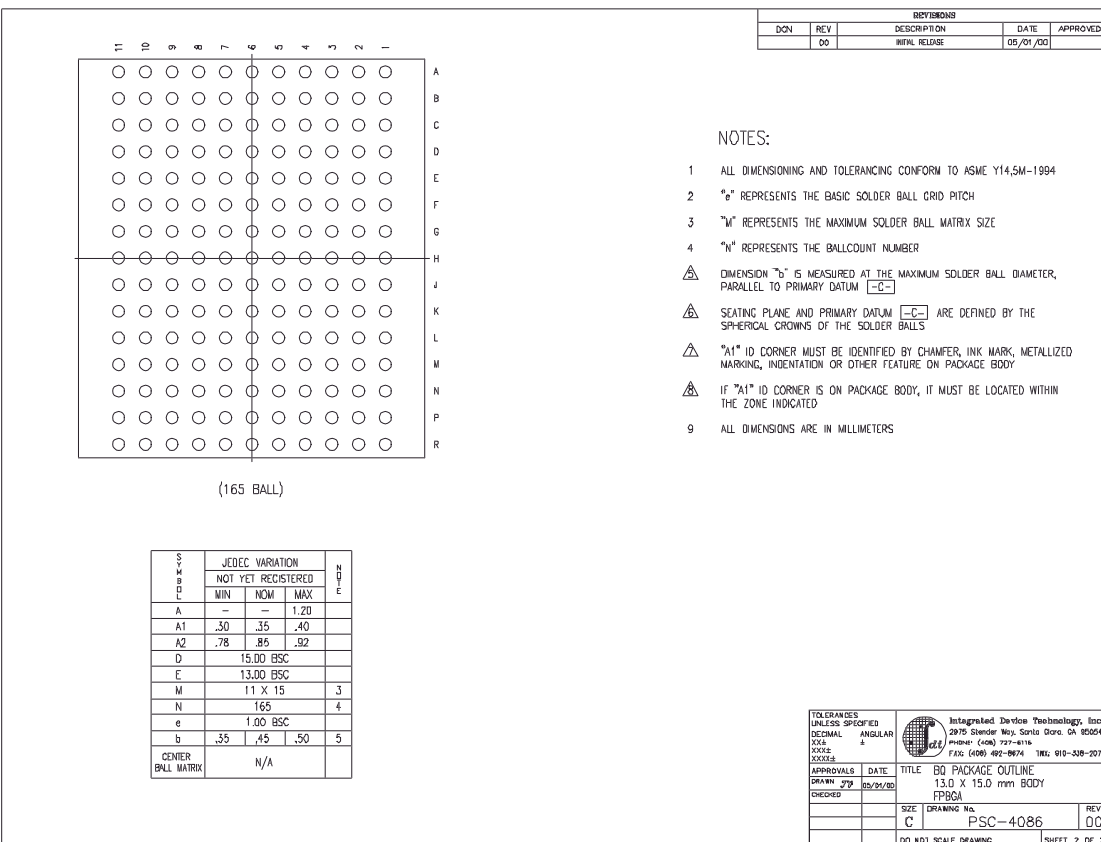 REVISIONS
DCN REV DESCRIPTION DATE APPROVED
00 INITIAL RELEASE 05/01/00
11 10 9 8 7 6 5 4 3 2 1
A
B
C
D
E
F
G
H
J
K
L
M
N
P
R
(165 BALL)
NOTES:
1 ALL DIMENSIONING AND TOLERANCING CONFORM TO ASME Y14,5M-1994
2 "e" REPRESENTS THE BASIC SOLDER BALL GRID PITCH
3 "M" REPRESENTS THE MAXIMUM SOLDER BALL MATRIX SIZE
4 "N" REPRESENTS THE BALLCOUNT NUMBER
5 DIMENSION "b" IS MEASURED AT THE MAXIMUM SOLDER BALL DIAMETER,
PARALLEL TO PRIMARY DATUM -C-
6 SEATING PLANE AND PRIMARY DATUM -C- ARE DEFINED BY THE
SPHERICAL CROWNS OF THE SOLDER BALLS
7 "A1" ID CORNER MUST BE IDENTIFIED BY CHAMFER, INK MARK, METALLIZED
MARKING, INDENTATION OR OTHER FEATURE ON PACKAGE BODY
8 IF "A1" ID CORNER IS ON PACKAGE BODY, IT MUST BE LOCATED WITHIN
THE ZONE INDICATED
9 ALL DIMENSIONS ARE IN MILLIMETERS
SYMBOL JEDEC VARIATION NOTE
NOT YET REGISTERED
MIN NOM MAX
A – – 1.20
A1 .30 .35 .40
A2 .78 .85 .92
D 15.00 BSC
E 13.00 BSC
M 11 X 15 3
N 165 4
e 1.00 BSC
b .35 .45 .50 5
CENTER
BALL MATRIX N/A
TOLERANCES
UNLESS SPECIFIED
DECIMAL ANGULAR
XX± ±
XXX±
XXXX±
idt
Integrated Device Technology, Inc
2975 Stender Way, Santa Clara, CA 95054
PHONE: (408) 727-6116
FAX: (408) 492-8674 TWX: 910-338-207
APPROVALS DATE
DRAWN 05/01/00
CHECKED
TITLE BQ PACKAGE OUTLINE
13.0 X 15.0 mm BODY
FPBGA
SIZE DRAWING No. REV
C PSC-4086 00
DO NOT SCALE DRAWING SHEET 2 OF